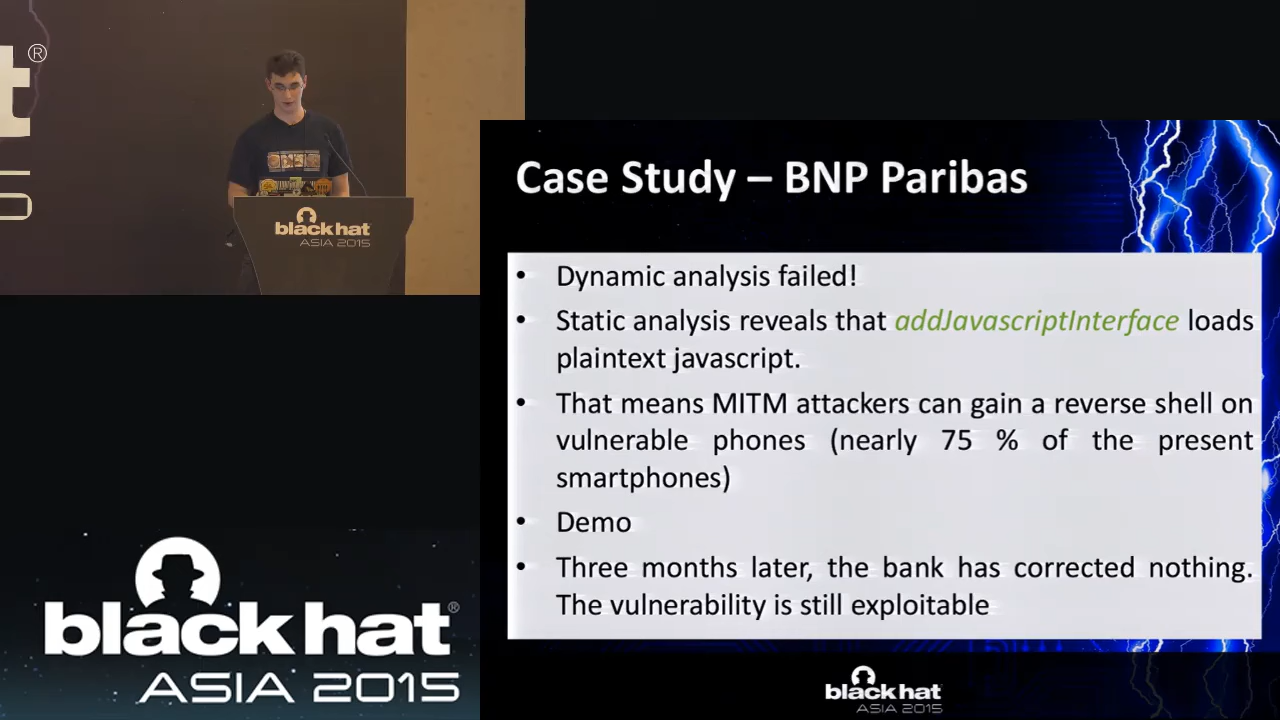 t®
black hat
ASIA 2015
Case Study – BNP Paribas
• Dynamic analysis failed!
• Static analysis reveals that addJavascriptInterface loads
plaintext javascript.
• That means MITM attackers can gain a reverse shell on
vulnerable phones (nearly 75 % of the present
smartphones)
• Demo
• Three months later, the bank has corrected nothing.
The vulnerability is still exploitable
black hat®
ASIA 2015
black hat
ASIA 2015